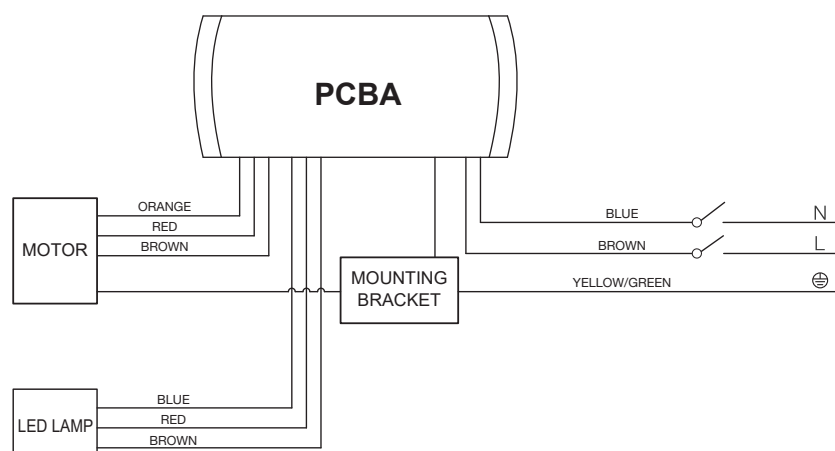 PCBA
ORANGE
RED
BROWN
MOTOR
BLUE
N
BROWN
L
MOUNTING
BRACKET
YELLOW/GREEN
BLUE
RED
BROWN
LED LAMP